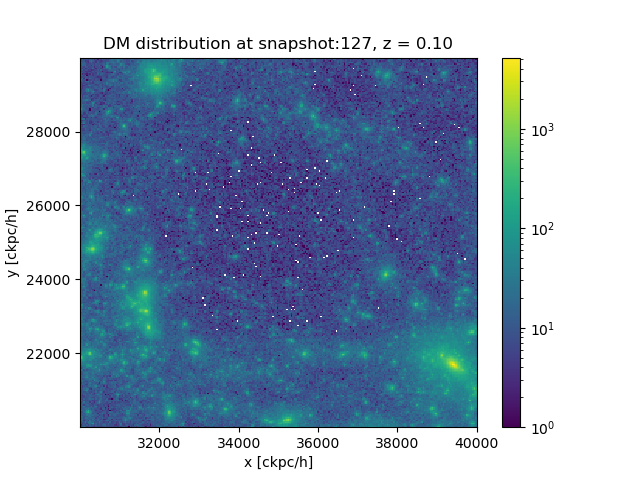 DM distribution at snapshot:127, z = 0.10
28000
26000
24000
22000
y [ckpc/h]
32000 34000 36000 38000 40000
x [ckpc/h]
10³
10²
10¹
10⁰